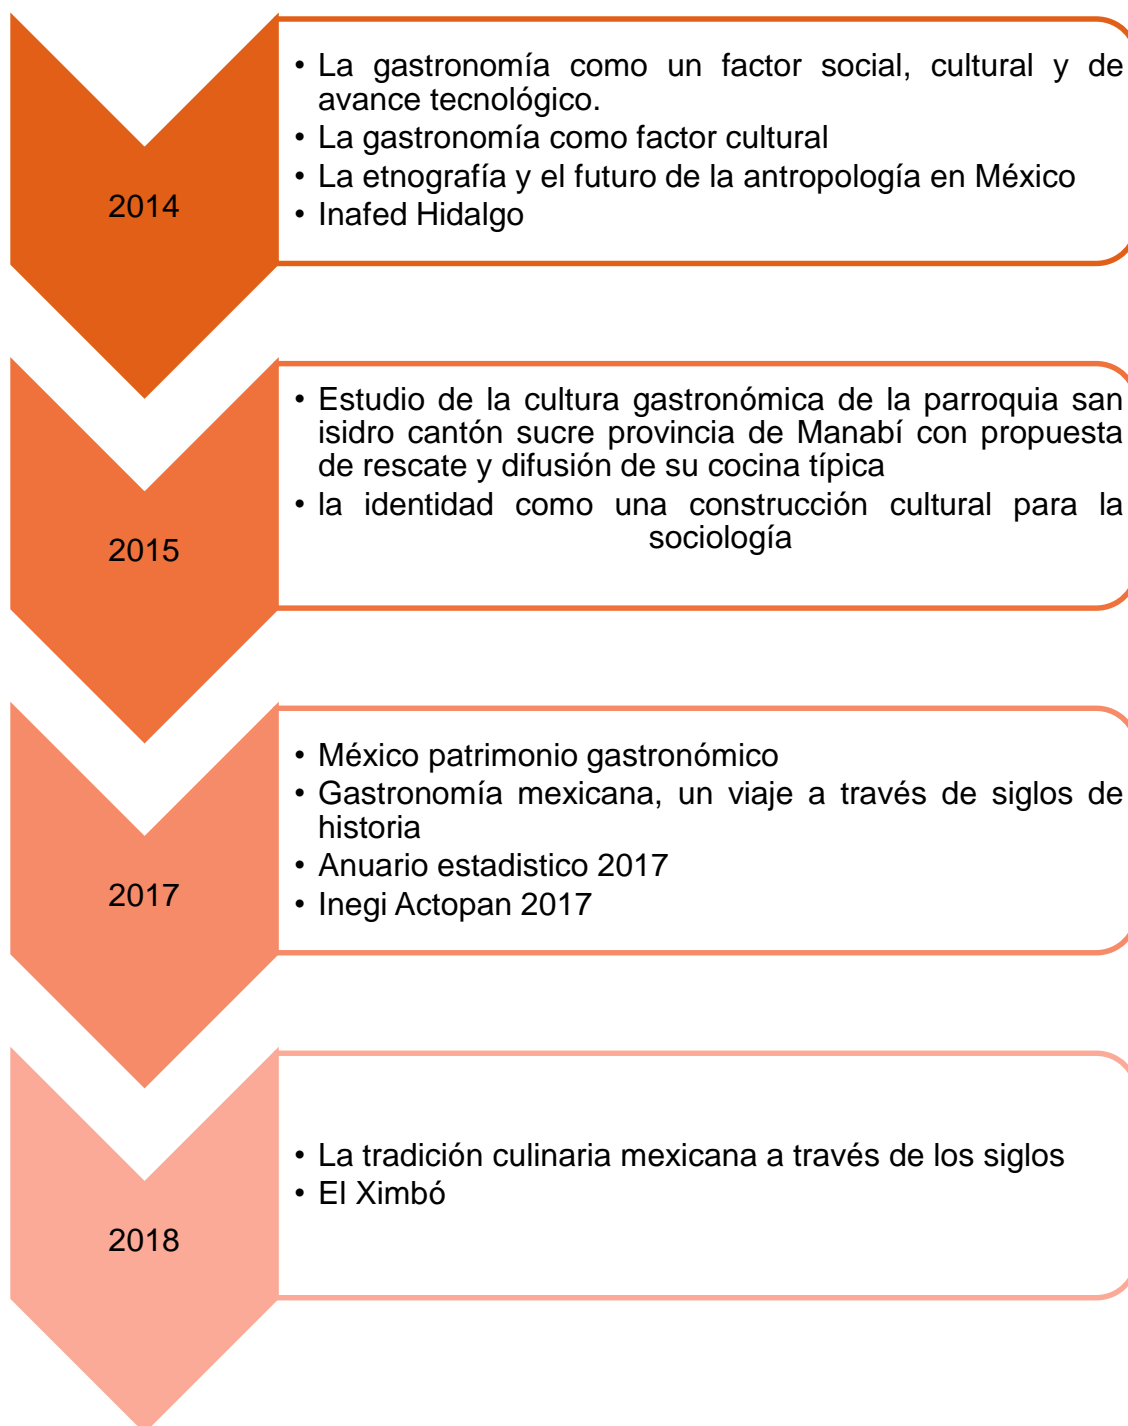 2014
• La gastronomía como un factor social, cultural y de
avance tecnológico.
• La gastronomía como factor cultural
• La etnografía y el futuro de la antropología en México
• Inafed Hidalgo
2015
• Estudio de la cultura gastronómica de la parroquia san
isidro cantón sucre provincia de Manabí con propuesta
de rescate y difusión de su cocina típica
• la identidad como una construcción cultural para la
sociología
2017
• México patrimonio gastronómico
• Gastronomía mexicana, un viaje a través de siglos de
historia
• Anuario estadistico 2017
• Inegi Actopan 2017
2018
• La tradición culinaria mexicana a través de los siglos
• El Ximbó